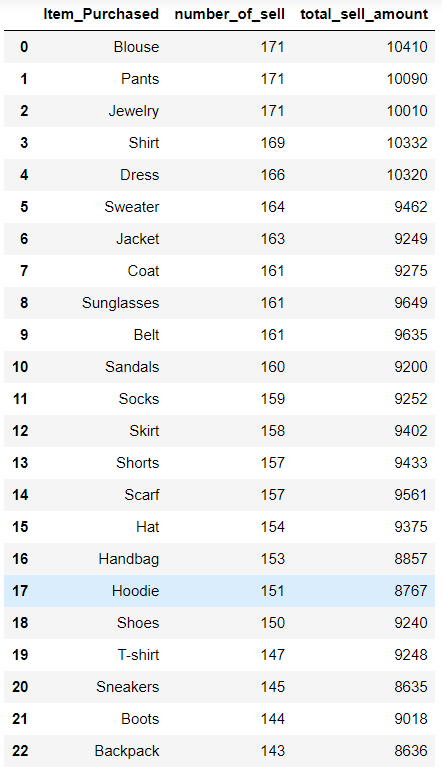 Item_Purchased number_of_sell total_sell_amount
0 Blouse 171 10410
1 Pants 171 10090
2 Jewelry 171 10010
3 Shirt 169 10332
4 Dress 166 10320
5 Sweater 164 9462
6 Jacket 163 9249
7 Coat 161 9275
8 Sunglasses 161 9649
9 Belt 161 9635
10 Sandals 160 9200
11 Socks 159 9252
12 Skirt 158 9402
13 Shorts 157 9433
14 Scarf 157 9561
15 Hat 154 9375
16 Handbag 153 8857
17 Hoodie 151 8767
18 Shoes 150 9240
19 T-shirt 147 9248
20 Sneakers 145 8635
21 Boots 144 9018
22 Backpack 143 8636